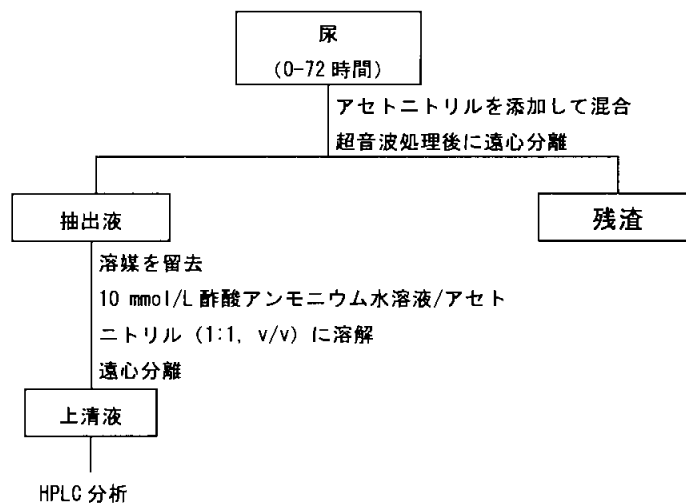 尿
(0-72 時間)
アセトニトリルを添加して混合
超音波処理後に遠心分離
抽出液
残渣
溶媒を留去
10 mmol/L 酢酸アンモニウム水溶液/アセト
ニトリル (1:1, v/v) に溶解
遠心分離
上清液
HPLC 分析